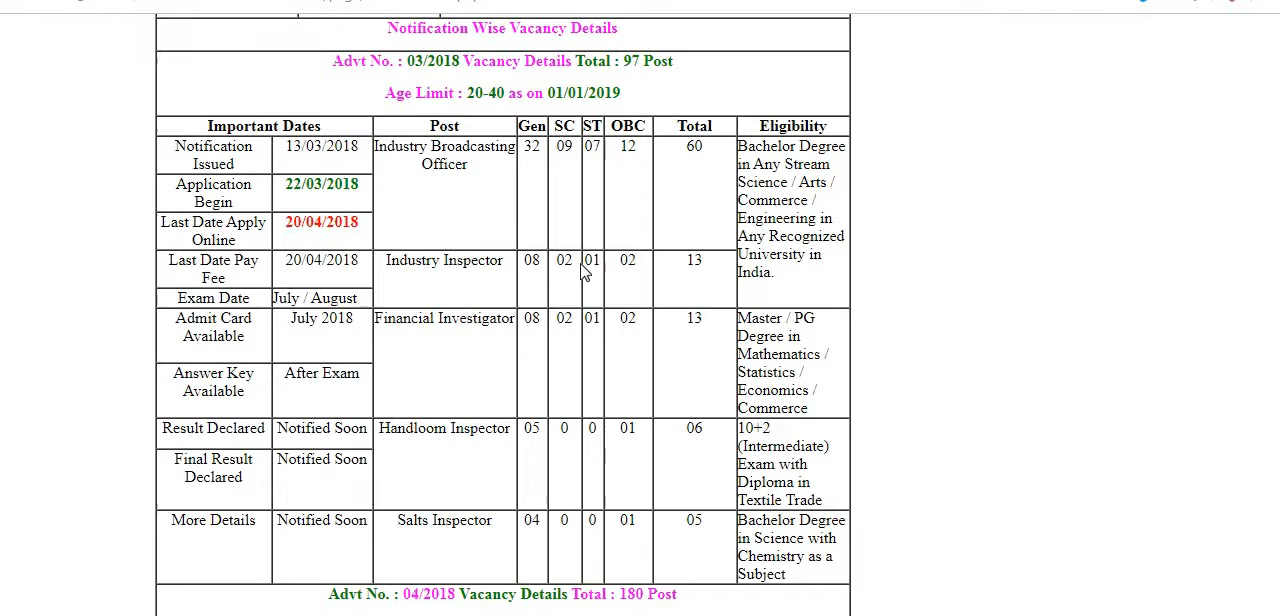 Notification Wise Vacancy Details
Advt No. : 03/2018 Vacancy Details Total : 97 Post
Age Limit : 20-40 as on 01/01/2019
Important Dates Post Gen SC ST OBC Total Eligibility
Notification Issued 13/03/2018
Application Begin 22/03/2018
Last Date Apply Online 20/04/2018
Last Date Pay Fee 20/04/2018
Exam Date July / August
Admit Card Available July 2018
Answer Key Available After Exam
Result Declared Notified Soon
Final Result Declared Notified Soon
More Details Notified Soon
Industry Broadcasting Officer 32 09 07 12 60
Bachelor Degree
in Any Stream
Science / Arts /
Commerce /
Engineering in
Any Recognized
University in
India.
Industry Inspector 08 02 01 02 13
Financial Investigator 08 02 01 02 13
Master / PG
Degree in
Mathematics /
Statistics /
Economics /
Commerce
Handloom Inspector 05 0 0 01 06
10+2
(Intermediate)
Exam with
Diploma in
Textile Trade
Salts Inspector 04 0 0 01 05
Bachelor Degree
in Science with
Chemistry as a
Subject
Advt No. : 04/2018 Vacancy Details Total : 180 Post